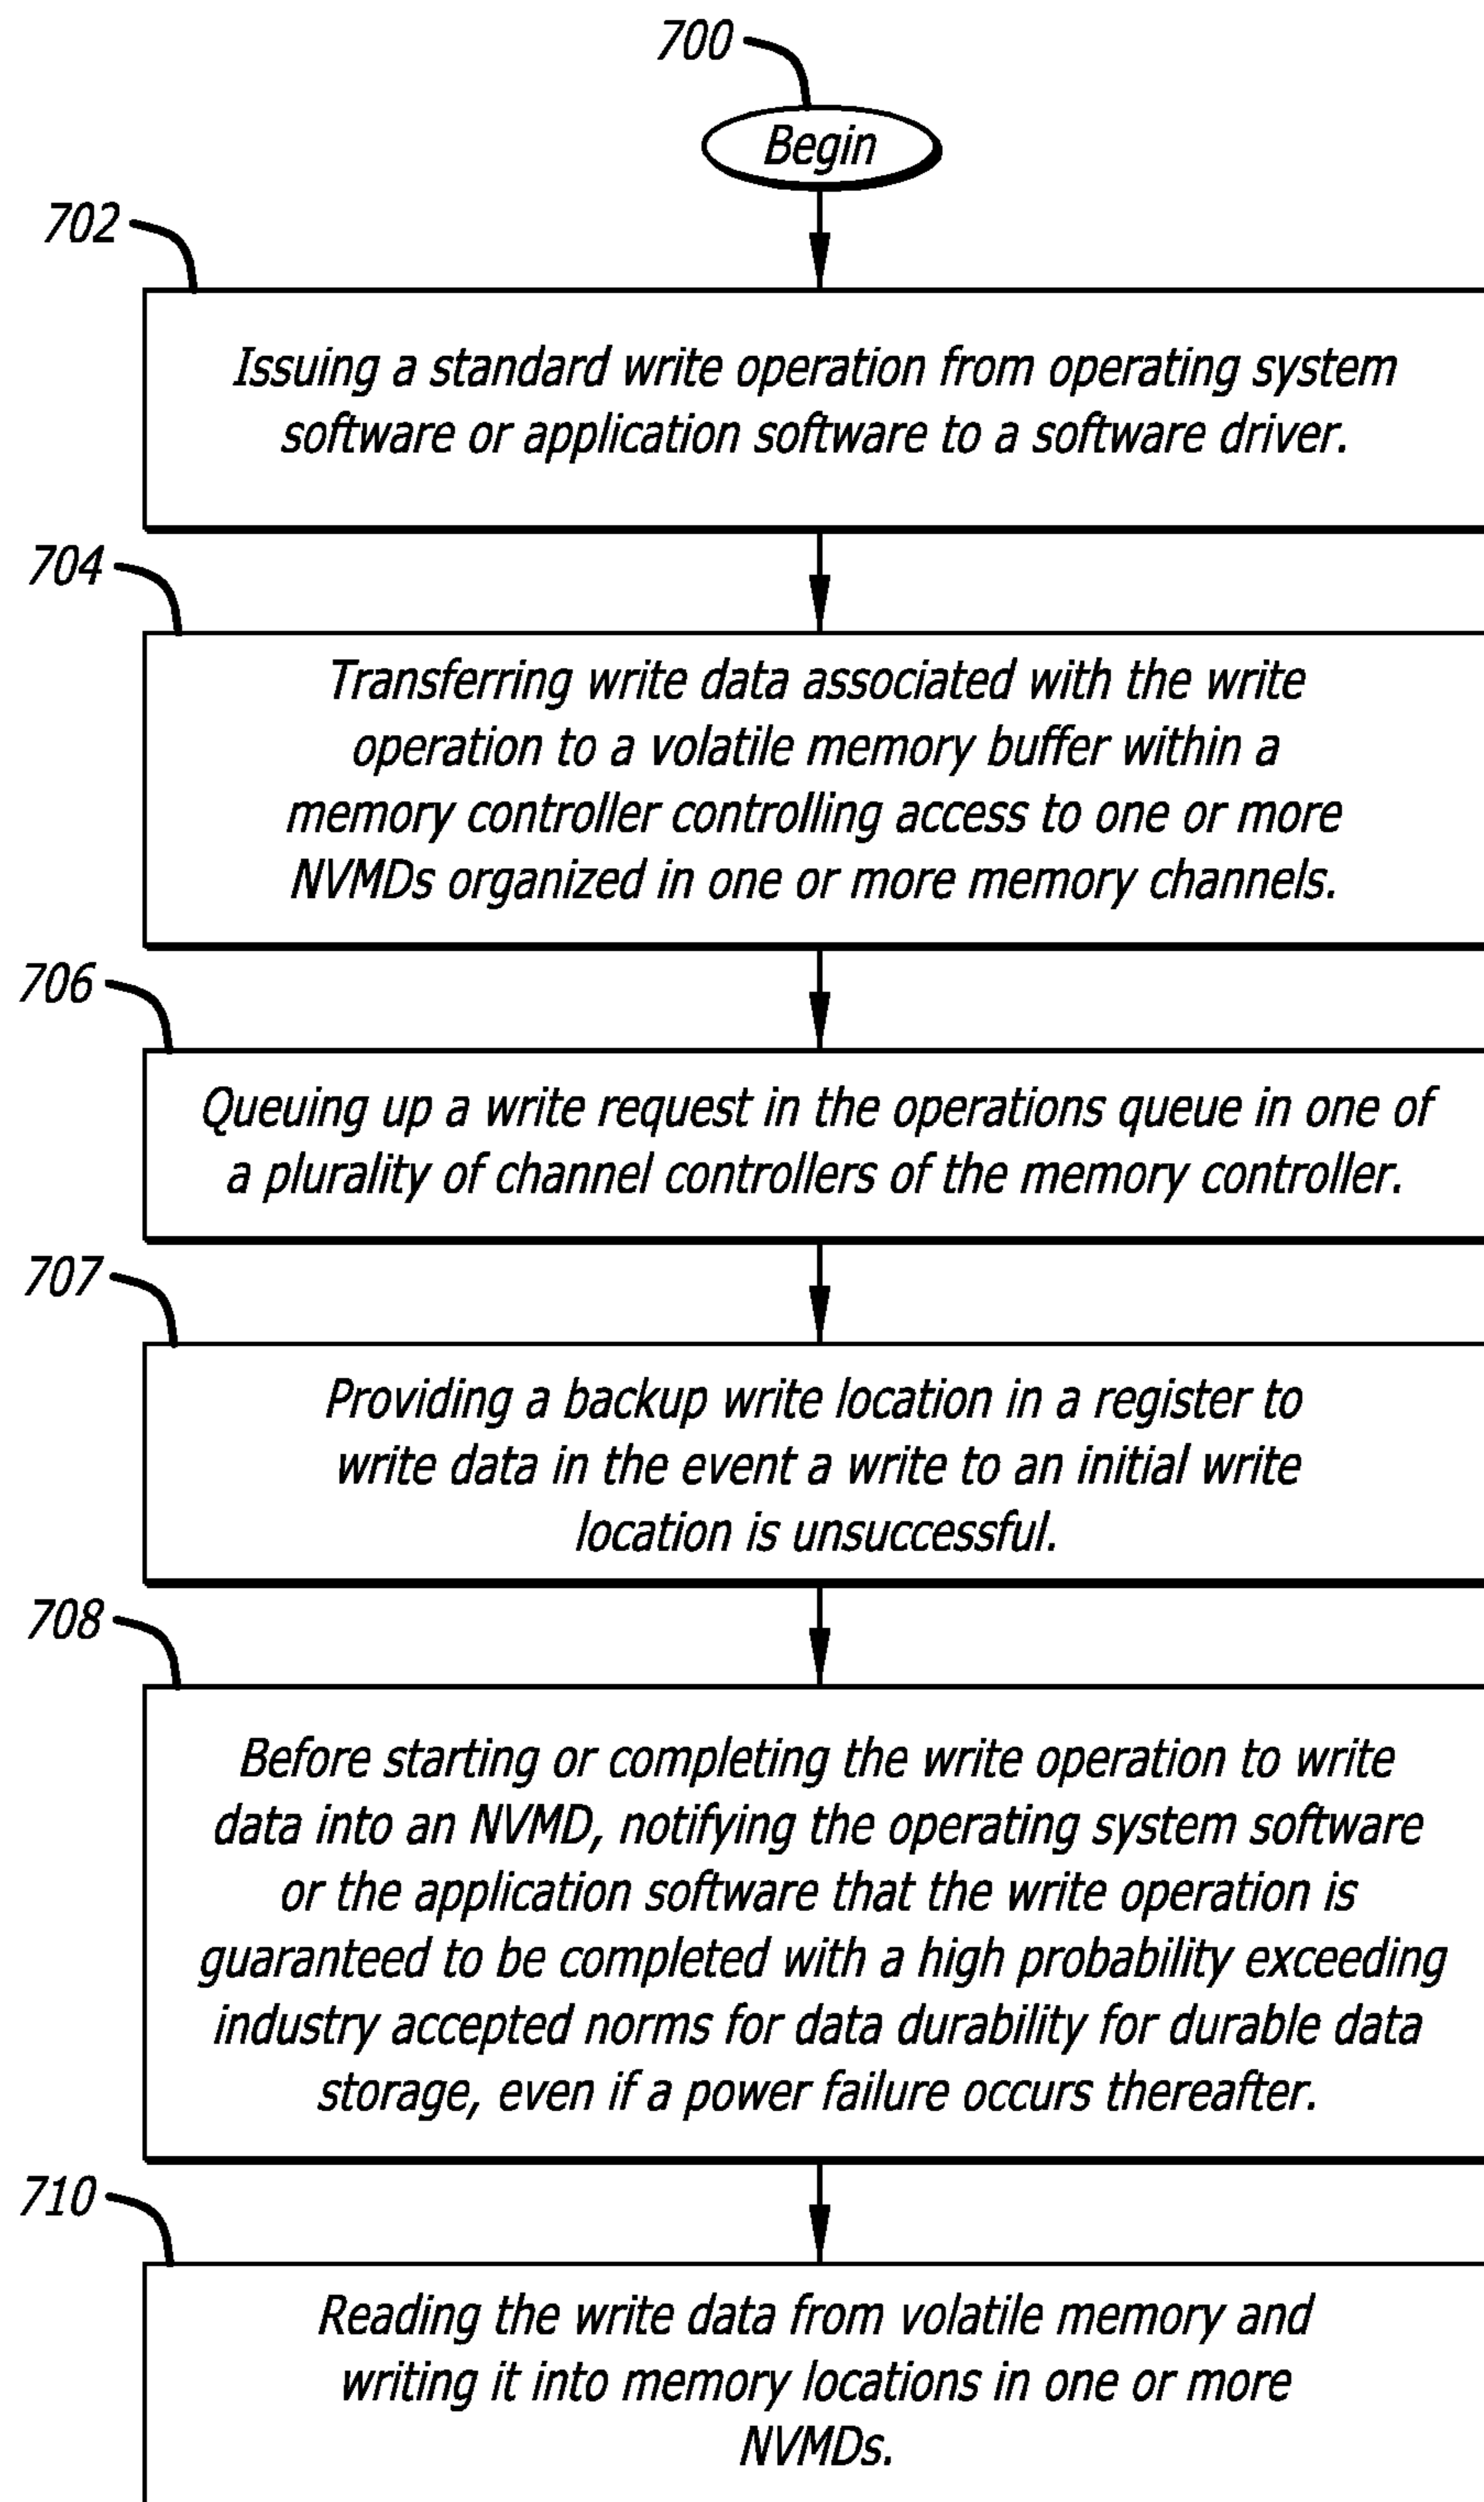 700
Begin
702
Issuing a standard write operation from operating system
software or application software to a software driver.
704
Transferring write data associated with the write
operation to a volatile memory buffer within a
memory controller controlling access to one or more
NVMDs organized in one or more memory channels.
706
Queuing up a write request in the operations queue in one of
a plurality of channel controllers of the memory controller.
707
Providing a backup write location in a register to
write data in the event a write to an initial write
location is unsuccessful.
708
Before starting or completing the write operation to write
data into an NVMD, notifying the operating system software
or the application software that the write operation is
guaranteed to be completed with a high probability exceeding
industry accepted norms for data durability for durable data
storage, even if a power failure occurs thereafter.
710
Reading the write data from volatile memory and
writing it into memory locations in one or more
NVMDs.